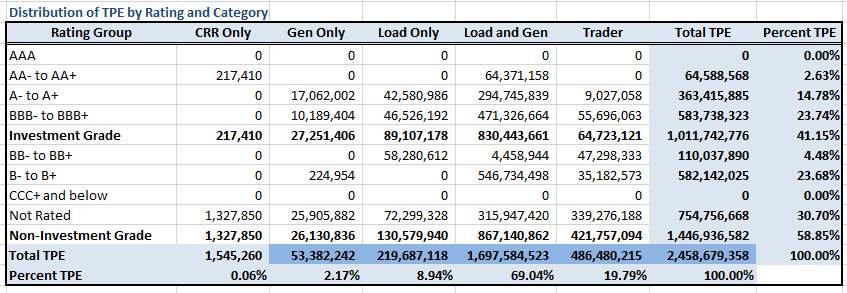 Distribution of TPE by Rating and Category
Rating Group CRR Only Gen Only Load Only Load and Gen Trader Total TPE Percent TPE
AAA 0 0 0 0 0 0 0.00%
AA- to AA+ 217,410 0 0 64,371,158 0 64,588,568 2.63%
A- to A+ 0 17,062,002 42,580,986 294,745,839 9,027,058 363,415,885 14.78%
BBB- to BBB+ 0 10,189,404 46,526,192 471,326,664 55,696,063 583,738,323 23.74%
Investment Grade 217,410 27,251,406 89,107,178 830,443,661 64,723,121 1,011,742,776 41.15%
BB- to BB+ 0 0 58,280,612 4,458,944 47,298,333 110,037,890 4.48%
B- to B+ 0 224,954 0 546,734,498 35,182,573 582,142,025 23.68%
CCC+ and below 0 0 0 0 0 0 0.00%
Not Rated 1,327,850 25,905,882 72,299,328 315,947,420 339,276,188 754,756,668 30.70%
Non-Investment Grade 1,327,850 26,130,836 130,579,940 867,140,862 421,757,094 1,446,936,582 58.85%
Total TPE 1,545,260 53,382,242 219,687,118 1,697,584,523 486,480,215 2,458,679,358 100.00%
Percent TPE 0.06% 2.17% 8.94% 69.04% 19.79% 100.00%